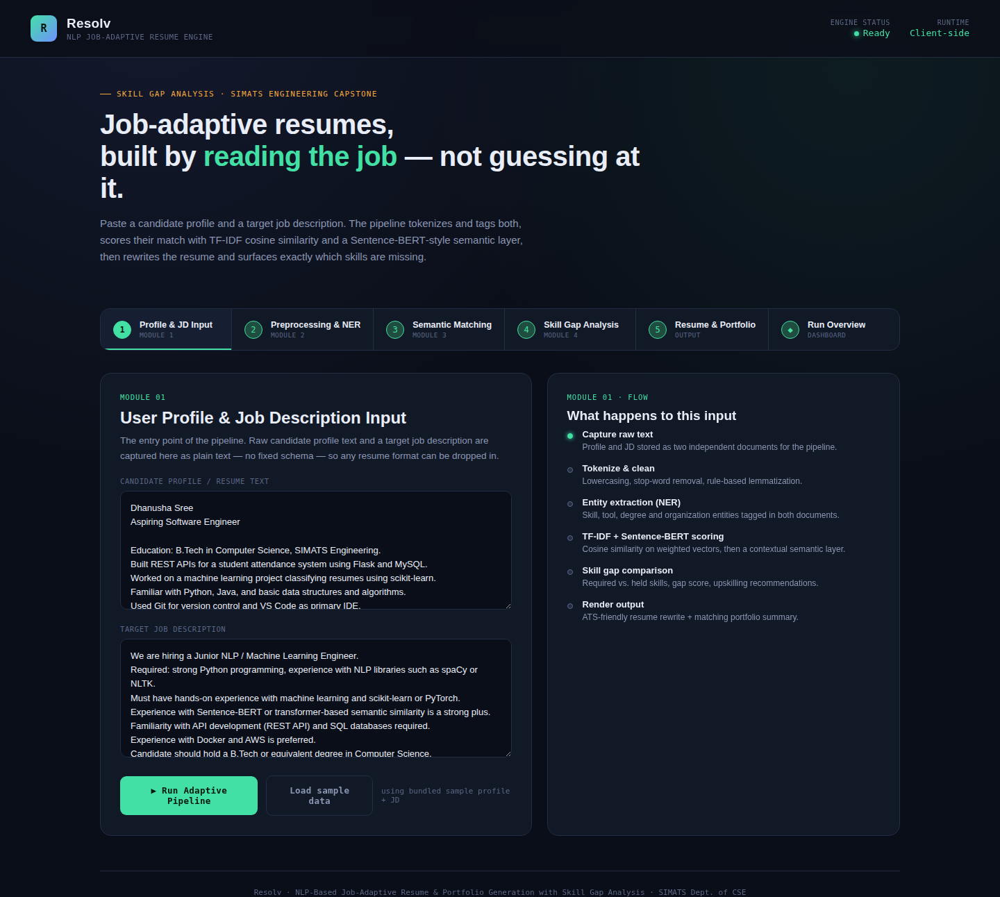 R
Resolv
NLP JOB-ADAPTIVE RESUME ENGINE
ENGINE STATUS
Ready
RUNTIME
Client-side
SKILL GAP ANALYSIS · SIMATS ENGINEERING CAPSTONE
Job-adaptive resumes,
built by reading the job — not guessing at
it.
Paste a candidate profile and a target job description. The pipeline tokenizes and tags both,
scores their match with TF-IDF cosine similarity and a Sentence-BERT-style semantic layer,
then rewrites the resume and surfaces exactly which skills are missing.
1
Profile & JD Input
MODULE 1
2
Preprocessing & NER
MODULE 2
3
Semantic Matching
MODULE 3
4
Skill Gap Analysis
MODULE 4
5
Resume & Portfolio
OUTPUT
◆
Run Overview
DASHBOARD
MODULE 01
User Profile & Job Description Input
The entry point of the pipeline. Raw candidate profile text and a target job description are
captured here as plain text — no fixed schema — so any resume format can be dropped in.
CANDIDATE PROFILE / RESUME TEXT
Dhanusha Sree
Aspiring Software Engineer
Education: B.Tech in Computer Science, SIMATS Engineering.
Built REST APIs for a student attendance system using Flask and MySQL.
Worked on a machine learning project classifying resumes using scikit-learn.
Familiar with Python, Java, and basic data structures and algorithms.
Used Git for version control and VS Code as primary IDE.
TARGET JOB DESCRIPTION
We are hiring a Junior NLP / Machine Learning Engineer.
Required: strong Python programming, experience with NLP libraries such as spaCy or
NLTK.
Must have hands-on experience with machine learning and scikit-learn or PyTorch.
Experience with Sentence-BERT or transformer-based semantic similarity is a strong plus.
Familiarity with API development (REST API) and SQL databases required.
Experience with Docker and AWS is preferred.
Candidate should hold a B.Tech or equivalent degree in Computer Science.
▶ Run Adaptive
Pipeline
Load sample
data
using bundled sample profile
+ JD
MODULE 01 · FLOW
What happens to this input
Capture raw text
Profile and JD stored as two independent documents for the pipeline.
Tokenize & clean
Lowercasing, stop-word removal, rule-based lemmatization.
Entity extraction (NER)
Skill, tool, degree and organization entities tagged in both documents.
TF-IDF + Sentence-BERT scoring
Cosine similarity on weighted vectors, then a contextual semantic layer.
Skill gap comparison
Required vs. held skills, gap score, upskilling recommendations.
Render output
ATS-friendly resume rewrite + matching portfolio summary.
Resolv · NLP-Based Job-Adaptive Resume & Portfolio Generation with Skill Gap Analysis · SIMATS Dept. of CSE